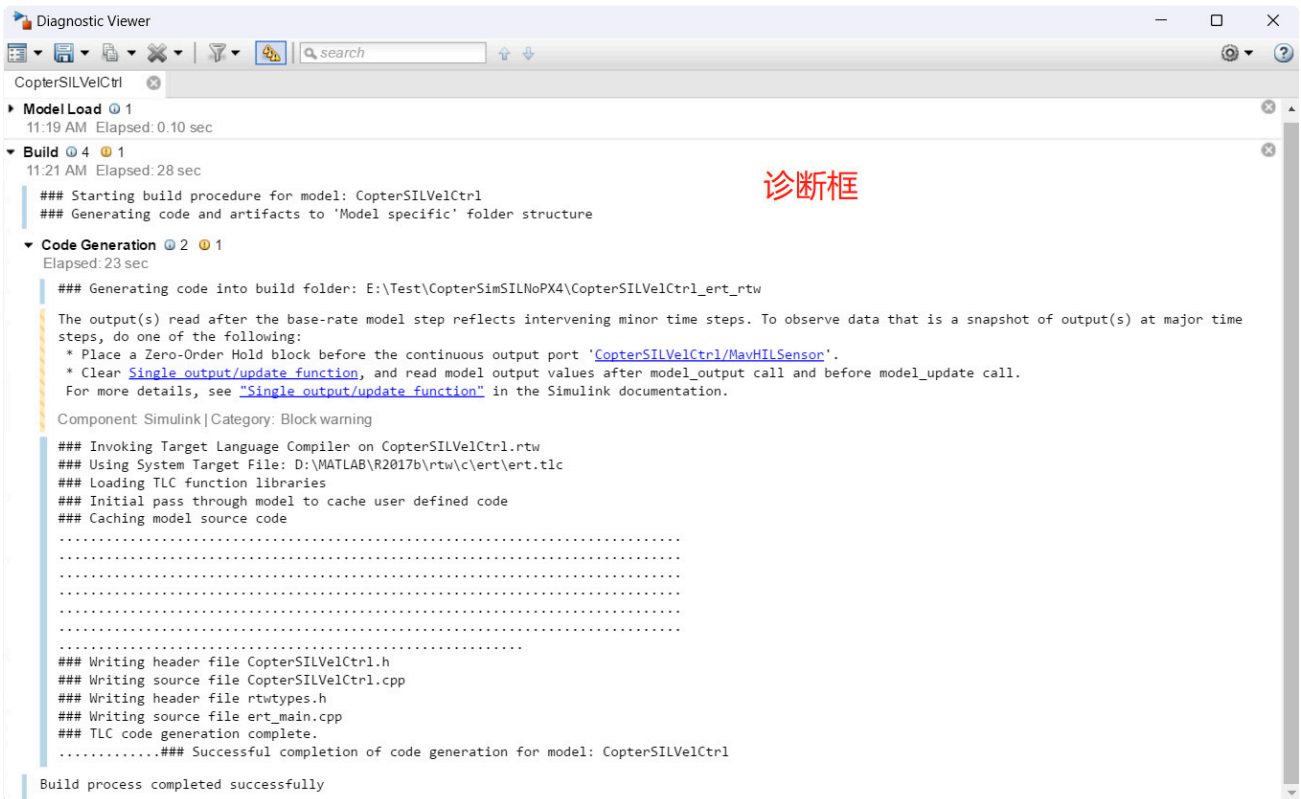 Diagnostic Viewer
search
CopterSILVelCtrl
Model Load 1
11:19 AM Elapsed: 0.10 sec
Build 4 1
11:21 AM Elapsed: 28 sec
诊断框
### Starting build procedure for model: CopterSILVelCtrl
### Generating code and artifacts to 'Model specific' folder structure
Code Generation 2 1
Elapsed: 23 sec
### Generating code into build folder: E:\Test\CopterSimSILNoPX4\CopterSILVelCtrl_ert_rtw
The output(s) read after the base-rate model step reflects intervening minor time steps. To observe data that is a snapshot of output(s) at major time
steps, do one of the following:
* Place a Zero-Order Hold block before the continuous output port 'CopterSILVelCtrl/MavHILSensor'.
* Clear Single output/update function, and read model output values after model_output call and before model_update call.
For more details, see "Single output/update function" in the Simulink documentation.
Component: Simulink | Category: Block warning
### Invoking Target Language Compiler on CopterSILVelCtrl.rtw
### Using System Target File: D:\MATLAB\R2017b\rtw\c\ert\ert.tlc
### Loading TLC function libraries
### Initial pass through model to cache user defined code
### Caching model source code
...............................................................................
...............................................................................
...............................................................................
...............................................................................
...............................................................................
...............................................................................
...........................................................
### Writing header file CopterSILVelCtrl.h
### Writing source file CopterSILVelCtrl.cpp
### Writing header file rtwtypes.h
### Writing source file ert_main.cpp
### TLC code generation complete.
.............### Successful completion of code generation for model: CopterSILVelCtrl
Build process completed successfully